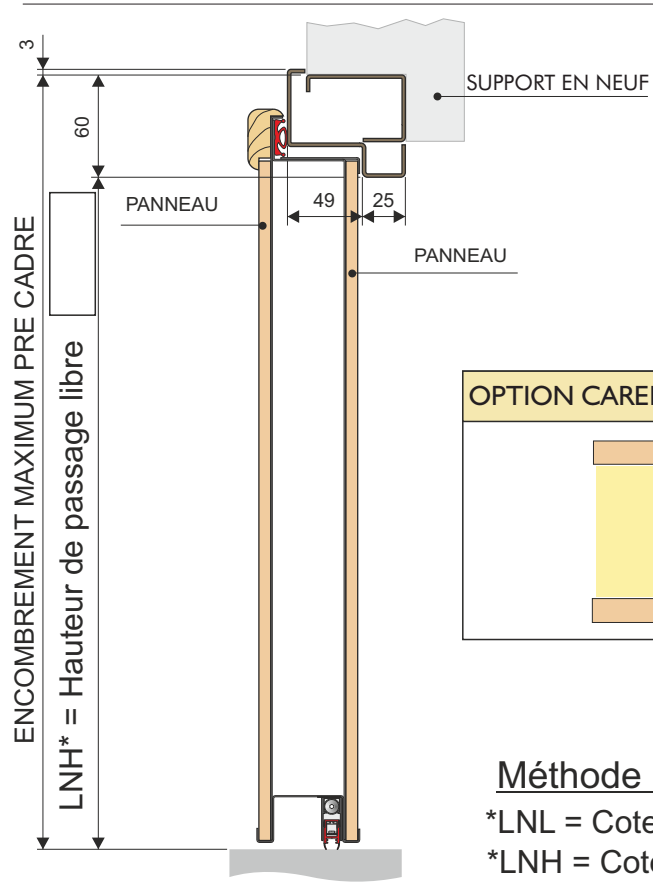 3
SUPPORT EN NEUF
60
PANNEAU
49
25
PANNEAU
ENCOMBREMENT MAXIMUM PRE CADRE
LNH* = Hauteur de passage libre
OPTION
Méthode
*LNL = Cote
*LNH =